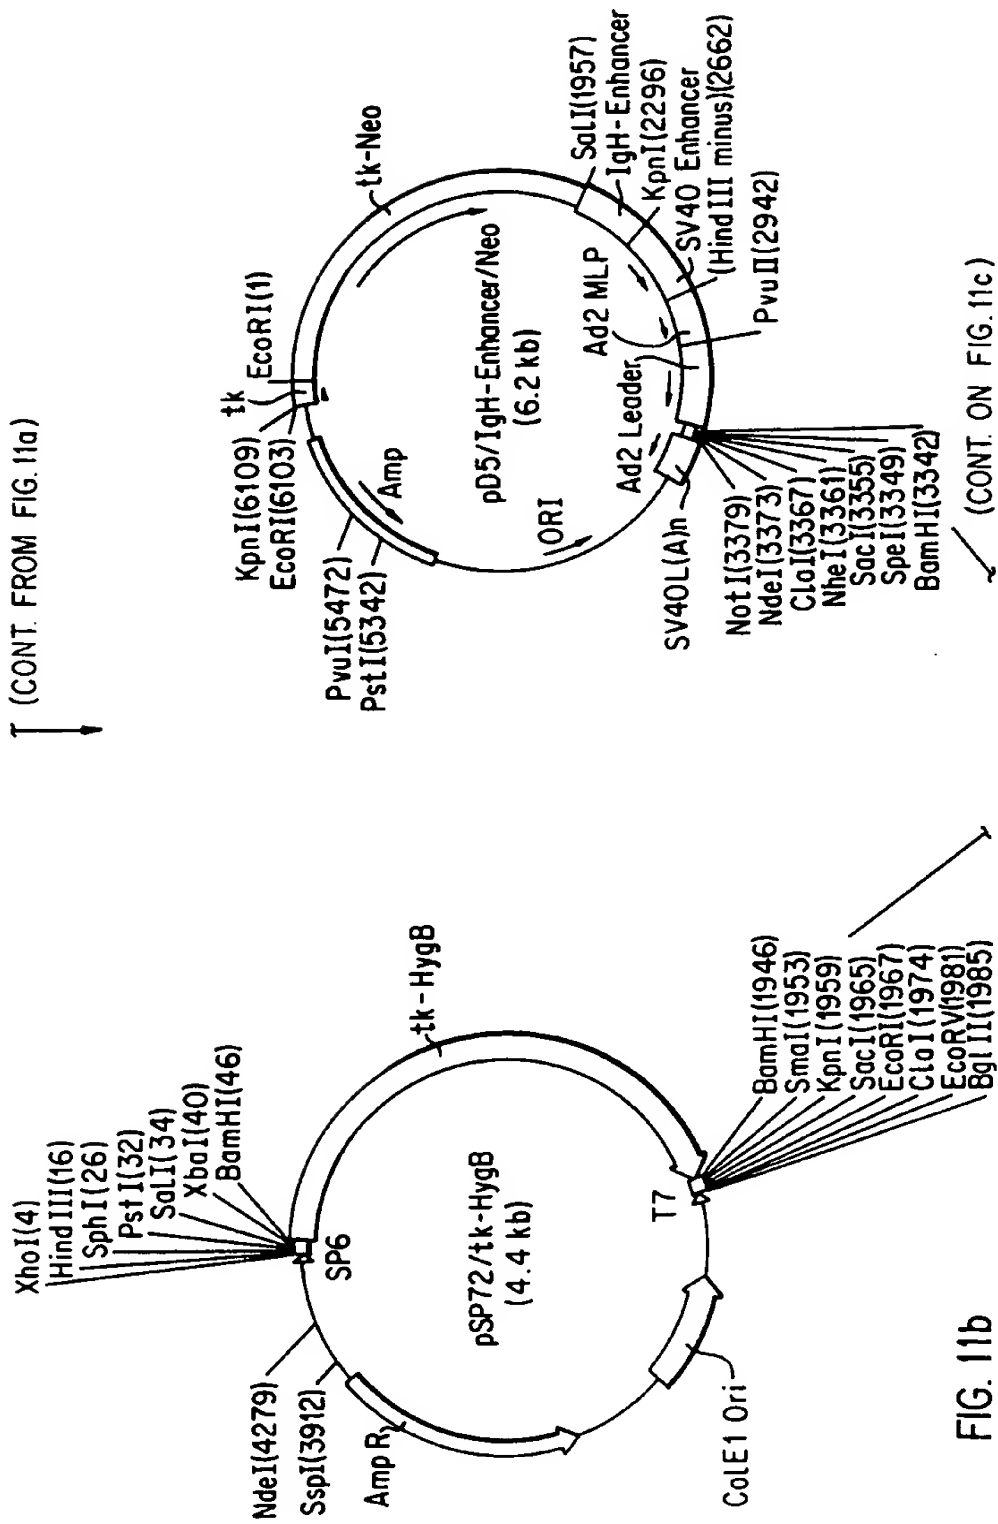 (CONT. FROM FIG. 11a)
XhoI(4)
HindIII(16)
SphI(26)
PstI(32)
SalI(34)
XbaI(40)
BamHI(46)
SP6
tk-HygB
NdeI(4279)
SspI(3912)
Amp R
pSP72/tk-HygB
(4.4 kb)
T7
ColE1 Ori
BamHI(1946)
SmaI(1953)
KpnI(1959)
SacI(1965)
EcoRI(1967)
ClaI(1974)
EcoRV(1981)
BglII(1985)
KpnI(6109)
EcoRI(6103)
tk
EcoRI(1)
tk-Neo
PvuI(5472)
PstI(5342)
Amp
pD5/IgH-Enhancer/Neo
(6.2 kb)
ORI
SalI(1957)
IgH-Enhancer
KpnI(2296)
SV40 Enhancer
(Hind III minus)(2662)
PvuII(2942)
Ad2 MLP
Ad2 Leader
SV40L(A)n
NotI(3379)
NdeI(3373)
ClaI(3367)
NheI(3361)
SacI(3355)
SpeI(3349)
BamHI(3342)
(CONT. ON FIG. 11c)
FIG. 11b